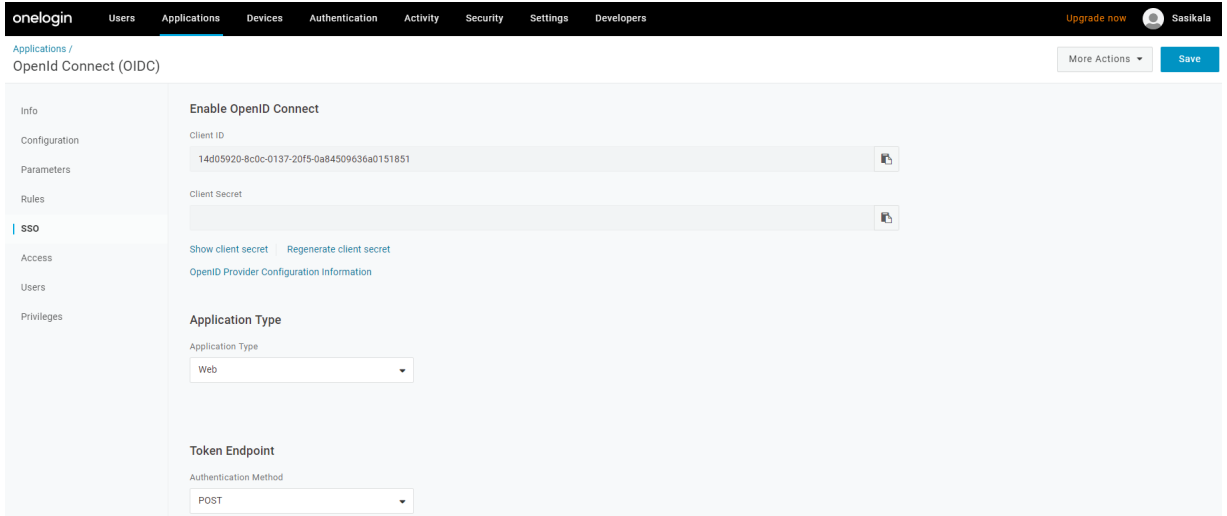 onelogin Users Applications Devices Authentication Activity Security Settings Developers Upgrade now Sasikala
Applications /
OpenId Connect (OIDC)
More Actions
Save
Info
Configuration
Parameters
Rules
SSO
Access
Users
Privileges
Enable OpenID Connect
Client ID
14d05920-8c0c-0137-20f5-0a84509636a0151851
Client Secret
Show client secret Regenerate client secret
OpenID Provider Configuration Information
Application Type
Application Type
Web
Token Endpoint
Authentication Method
POST